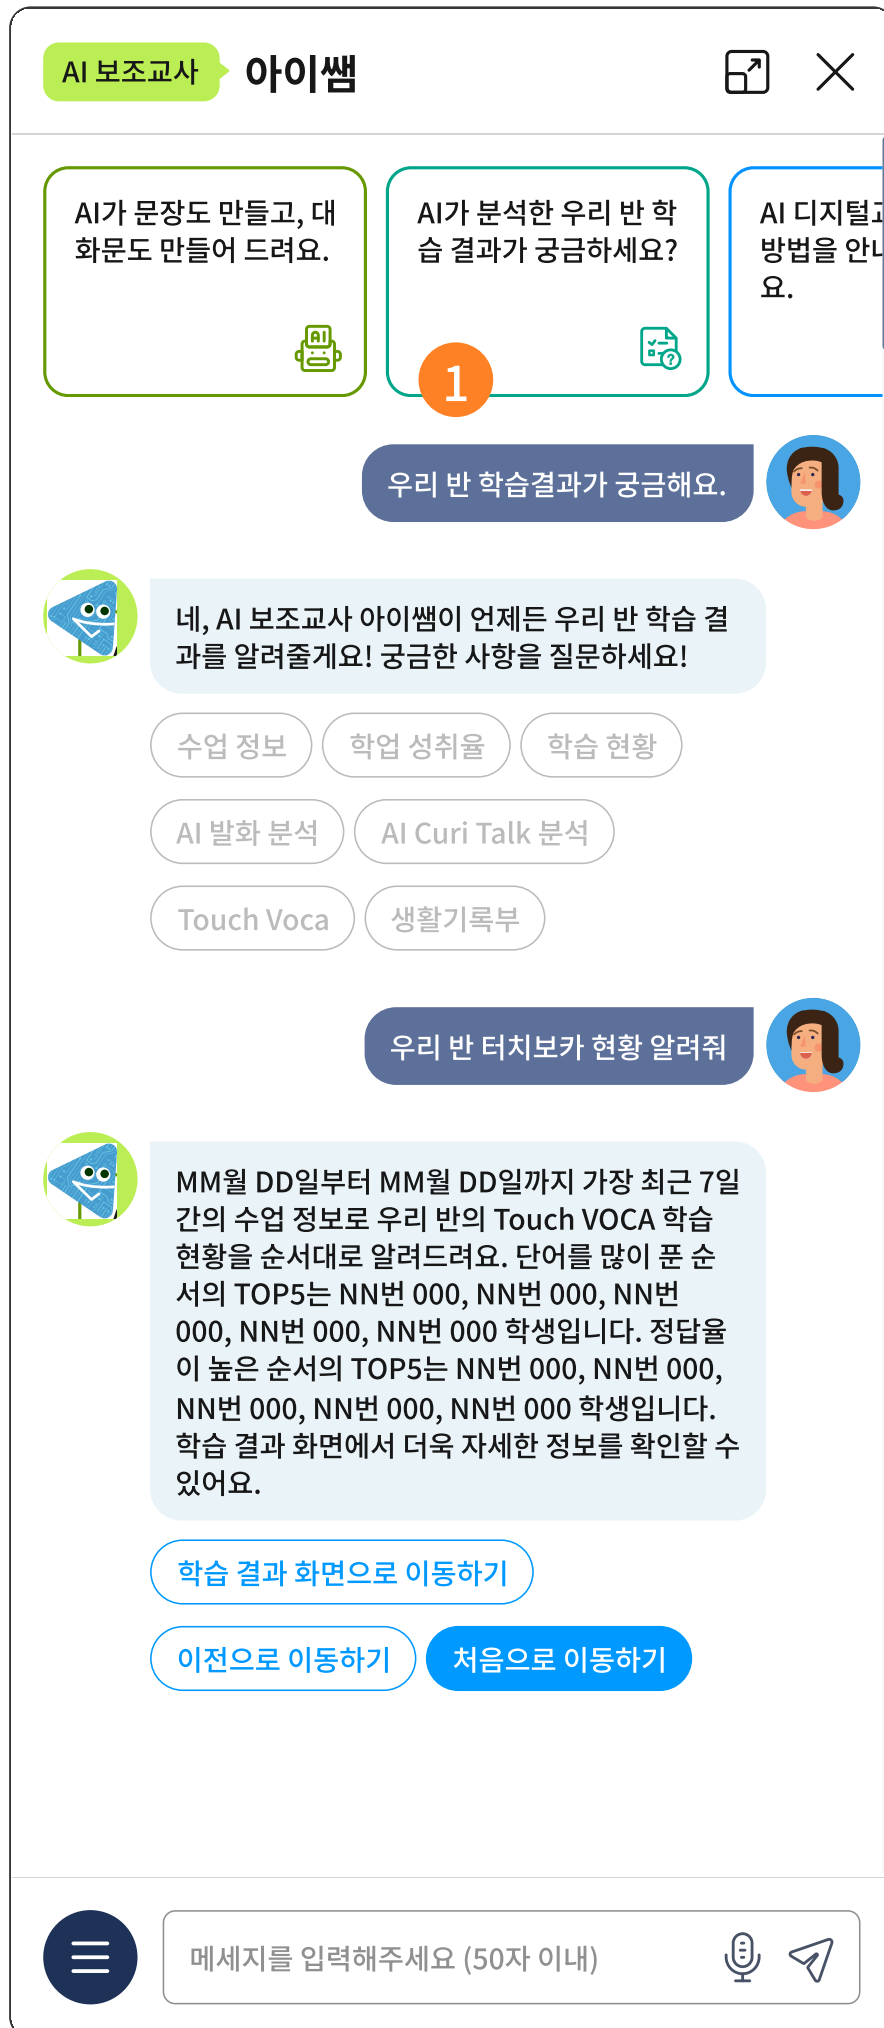 AI 보조교사 아이쌤
AI가 문장도 만들고, 대
화문도 만들어 드려요.
AI
AI가 분석한 우리 반 학
습 결과가 궁금하세요?
?
AI 디지털
방법을 안
요.
1
우리 반 학습결과가 궁금해요.
네, AI 보조교사 아이쌤이 언제든 우리 반 학습 결
과를 알려줄게요! 궁금한 사항을 질문하세요!
수업 정보 학업 성취율 학습 현황
AI 발화 분석 AI Curi Talk 분석
Touch Voca 생활기록부
우리 반 터치보카 현황 알려줘
MM월 DD일부터 MM월 DD일까지 가장 최근 7일
간의 수업 정보로 우리 반의 Touch VOCA 학습
현황을 순서대로 알려드려요. 단어를 많이 푼 순
서의 TOP5는 NN번 000, NN번 000, NN번
000, NN번 000, NN번 000 학생입니다. 정답율
이 높은 순서의 TOP5는 NN번 000, NN번 000,
NN번 000, NN번 000, NN번 000 학생입니다.
학습 결과 화면에서 더욱 자세한 정보를 확인할 수
있어요.
학습 결과 화면으로 이동하기
이전으로 이동하기 처음으로 이동하기
메세지를 입력해주세요 (50자 이내)